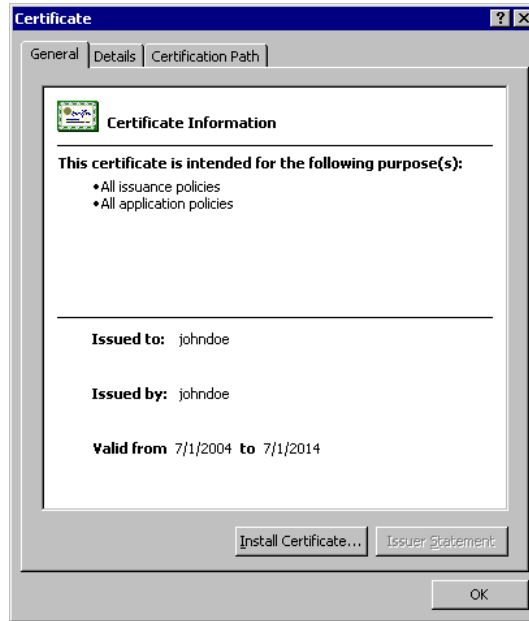 Certificate
General Details Certification Path
Certificate Information
This certificate is intended for the following purpose(s):
•All issuance policies
•All application policies
Issued to: johndoe
Issued by: johndoe
Valid from 7/1/2004 to 7/1/2014
Install Certificate... Issuer Statement
OK